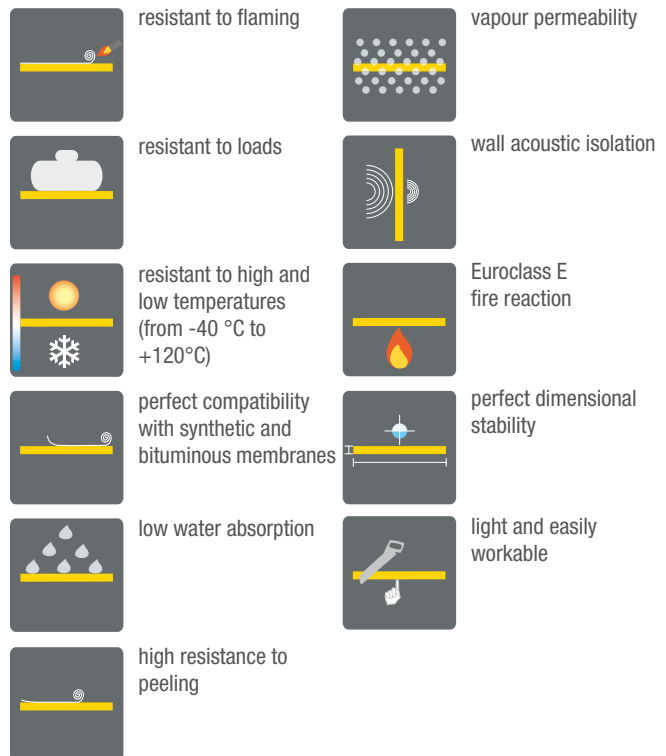 resistant to flaming
resistant to loads
resistant to high and
low temperatures
(from -40 °C to
+120°C)
perfect compatibility
with synthetic and
bituminous membranes
low water absorption
high resistance to
peeling
vapour permeability
wall acoustic isolation
Euroclass E
fire reaction
perfect dimensional
stability
light and easily
workable